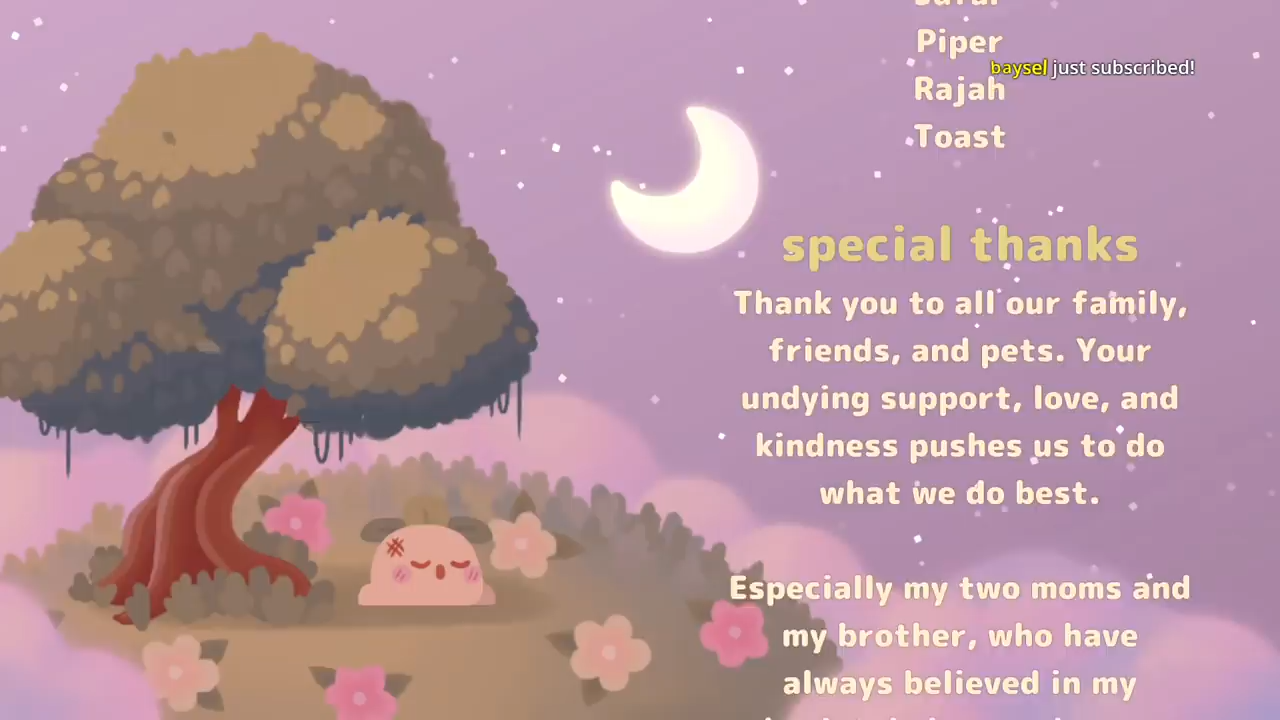 Piper
baysel just subscribed!
Rajah
Toast
special thanks
Thank you to all our family,
friends, and pets. Your
undying support, love, and
kindness pushes us to do
what we do best.
Especially my two moms and
my brother, who have
always believed in my